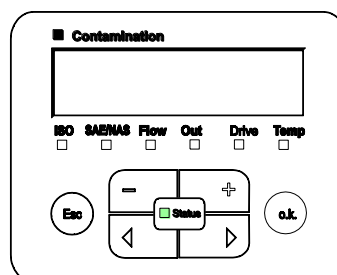 Contamination
ISO SAE/NAS Flow Out Drive Temp
− +
Esc Status o.k.